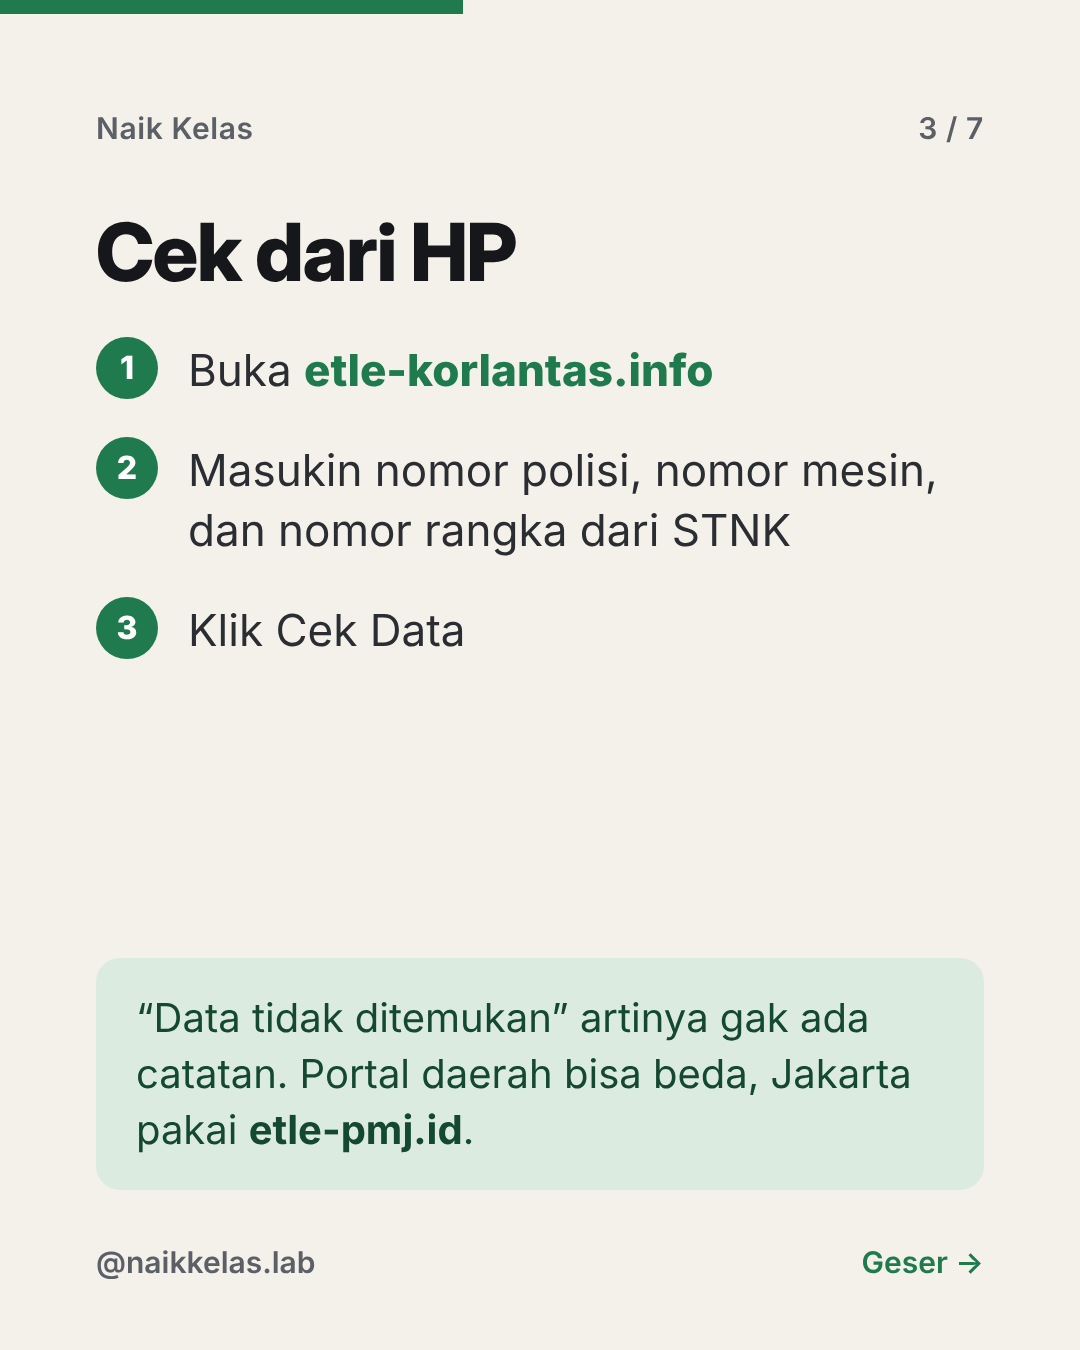 Naik Kelas
3 / 7
Cek dari HP
1 Buka etle-korlantas.info
2 Masukin nomor polisi, nomor mesin,
dan nomor rangka dari STNK
3 Klik Cek Data
“Data tidak ditemukan” artinya gak ada
catatan. Portal daerah bisa beda, Jakarta
pakai etle-pmj.id.
@naikkelas.lab
Geser →